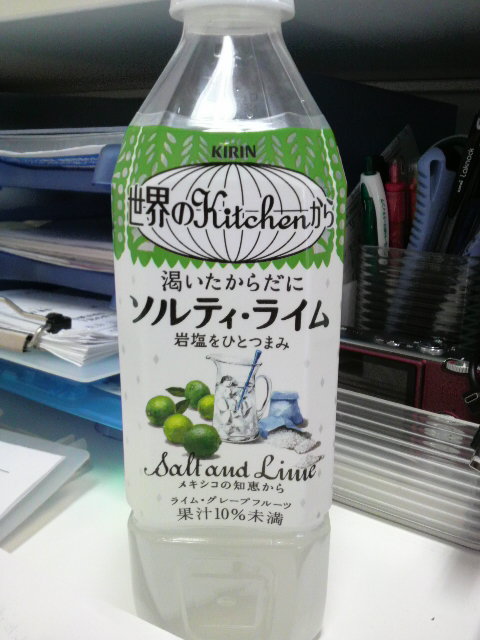 KIRIN
世界のKitchenから
渇いたからだに
ソルティ・ライム
岩塩をひとつまみ
Salt and Lime
メキシコの知恵から
ライム・グレープフルーツ
果汁10%未満